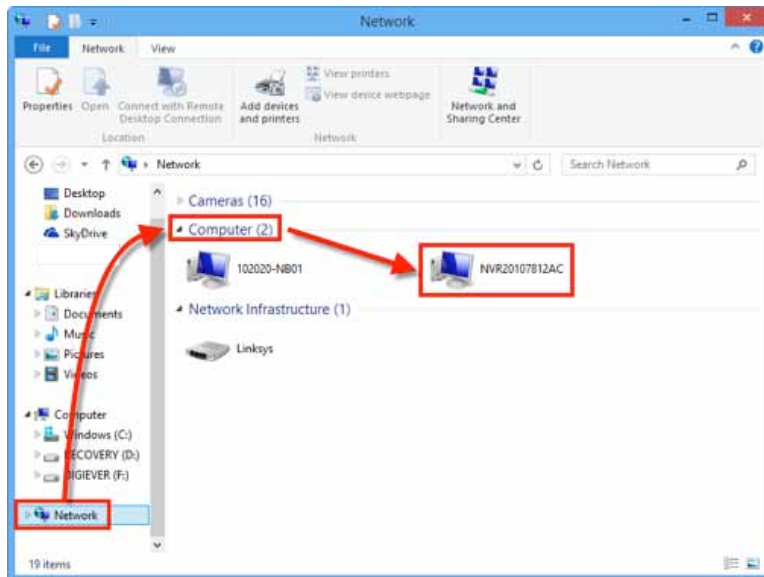 Network
File Network View
Properties Open Connect with Remote Desktop Connection Add devices and printers View printers View device webpage Network and Sharing Center
Location Network
Network Search Network
Desktop
Downloads
SkyDrive
Libraries
Documents
Music
Pictures
Videos
Computer
Windows (C:)
RECOVERY (D:)
DIGIEVER (F:)
Network
Cameras (16)
Computer (2)
102020-NB01 NVR20107812AC
Network Infrastructure (1)
Linksys
19 items